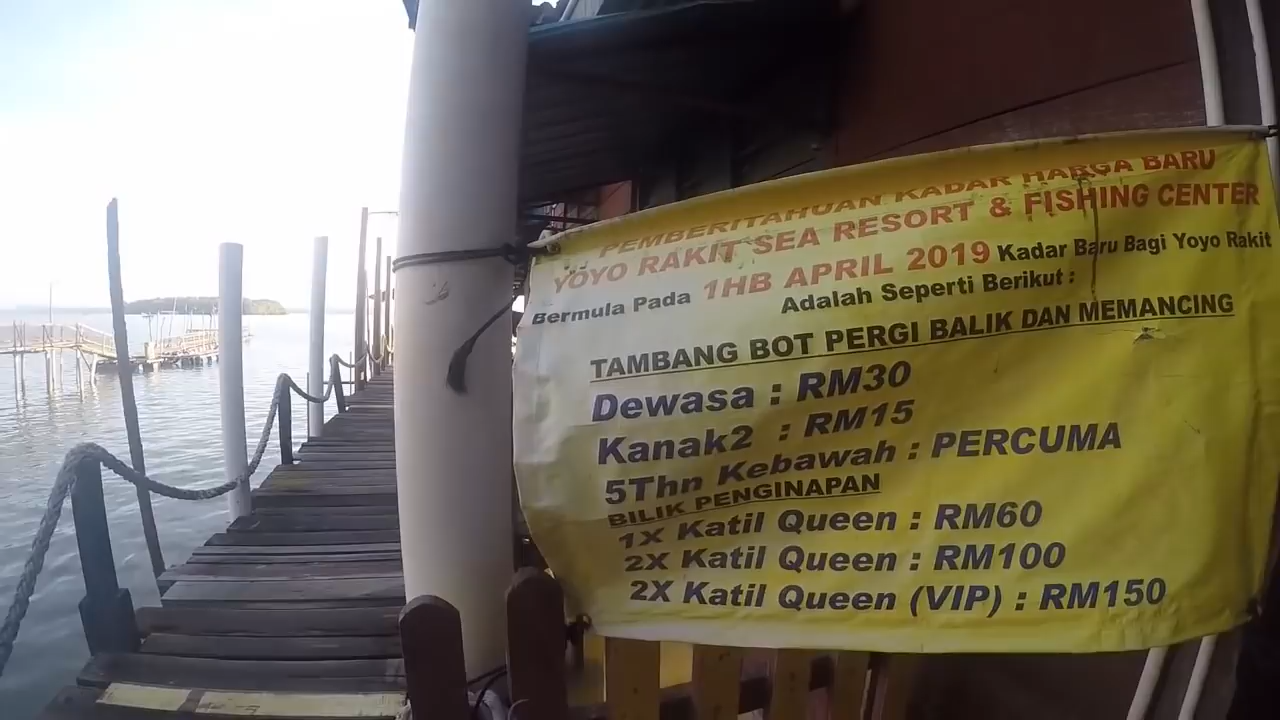 PEMBERITAHUAN KADAR HARGA BARU
YOYO RAKIT SEA RESORT & FISHING CENTER
Bermula Pada 1HB APRIL 2019 Kadar Baru Bagi Yoyo Rakit
Adalah Seperti Berikut :
TAMBANG BOT PERGI BALIK DAN MEMANCING
Dewasa : RM30
Kanak2 : RM15
5Thn Kebawah : PERCUMA
BILIK PENGINAPAN
1X Katil Queen : RM60
2X Katil Queen : RM100
2X Katil Queen (VIP) : RM150